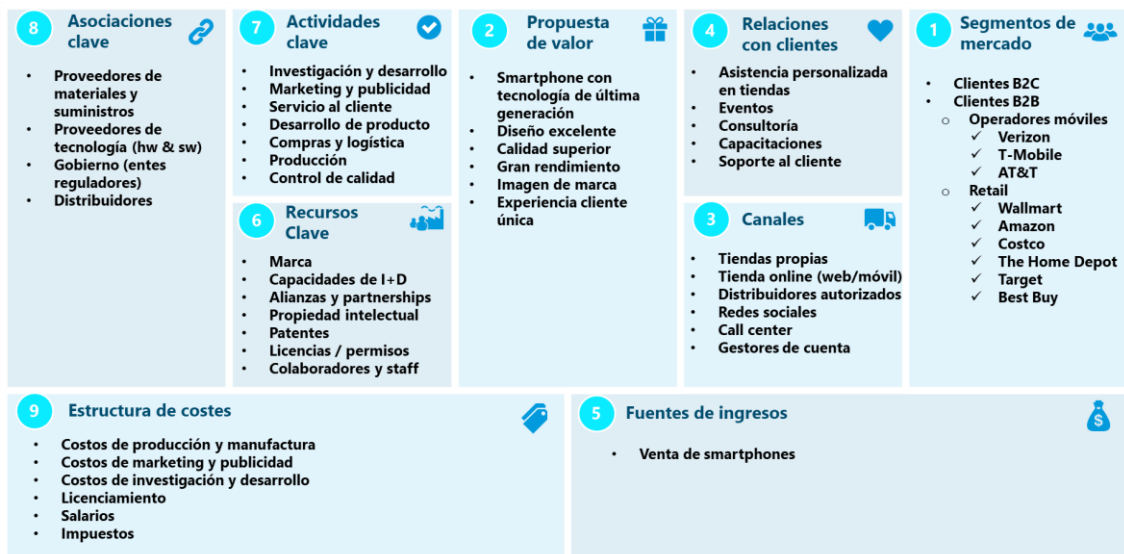 8
Asociaciones
clave
• Proveedores de
materiales y
suministros
• Proveedores de
tecnología (hw & sw)
• Gobierno (entes
reguladores)
• Distribuidores
7
Actividades
clave
• Investigación y desarrollo
• Marketing y publicidad
• Servicio al cliente
• Desarrollo de producto
• Compras y logística
• Producción
• Control de calidad
6
Recursos
Clave
• Marca
• Capacidades de I+D
• Alianzas y partnerships
• Propiedad intelectual
• Patentes
• Licencias / permisos
• Colaboradores y staff
2
Propuesta
de valor
• Smartphone con
tecnología de última
generación
• Diseño excelente
• Calidad superior
• Gran rendimiento
• Imagen de marca
• Experiencia cliente
única
4
Relaciones
con clientes
• Asistencia personalizada
en tiendas
• Eventos
• Consultoría
• Capacitaciones
• Soporte al cliente
3
Canales
• Tiendas propias
• Tienda online (web/móvil)
• Distribuidores autorizados
• Redes sociales
• Call center
• Gestores de cuenta
1
Segmentos de
mercado
• Clientes B2C
• Clientes B2B
o Operadores móviles
✓ Verizon
✓ T-Mobile
✓ AT&T
o Retail
✓ Wallmart
✓ Amazon
✓ Costco
✓ The Home Depot
✓ Target
✓ Best Buy
9
Estructura de costes
• Costos de producción y manufactura
• Costos de marketing y publicidad
• Costos de investigación y desarrollo
• Licenciamiento
• Salarios
• Impuestos
5
Fuentes de ingresos
$
• Venta de smartphones